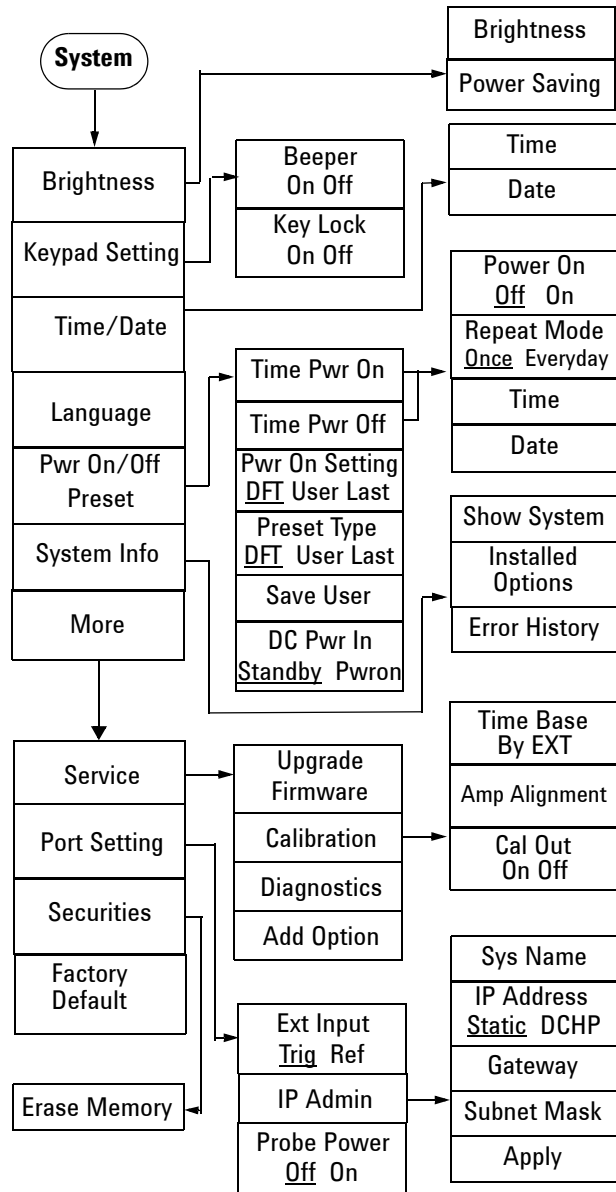 System
Brightness
Keypad Setting
Time/Date
Language
Pwr On/Off
Preset
System Info
More
Brightness
Power Saving
Beeper
On Off
Key Lock
On Off
Time
Date
Time Pwr On
Time Pwr Off
Pwr On Setting
DFT User Last
Preset Type
DFT User Last
Save User
DC Pwr In
Standby Pwron
Power On
Off On
Repeat Mode
Once Everyday
Time
Date
Show System
Installed
Options
Error History
Service
Port Setting
Securities
Factory
Default
Erase Memory
Upgrade
Firmware
Calibration
Diagnostics
Add Option
Time Base
By EXT
Amp Alignment
Cal Out
On Off
Ext Input
Trig Ref
IP Admin
Probe Power
Off On
Sys Name
IP Address
Static DCHP
Gateway
Subnet Mask
Apply